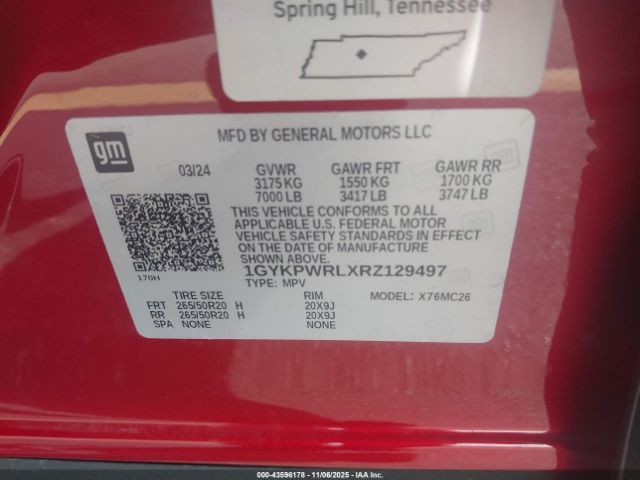 Spring Hill, Tennessee
gm
MFD BY GENERAL MOTORS LLC
03/24 GVWR GAWR FRT GAWR RR
3175 KG 1550 KG 1700 KG
7000 LB 3417 LB 3747 LB
THIS VEHICLE CONFORMS TO ALL
APPLICABLE U.S. FEDERAL MOTOR
VEHICLE SAFETY STANDARDS IN EFFECT
ON THE DATE OF MANUFACTURE
SHOWN ABOVE.
1GYKPWRLXRZ129497
170H
TYPE: MPV
TIRE SIZE RIM MODEL: X76MC26
FRT 265/50R20 H 20X9J
RR 265/50R20 H 20X9J
SPA NONE NONE
000-43596178 - 11/06/2025 - IAA Inc.